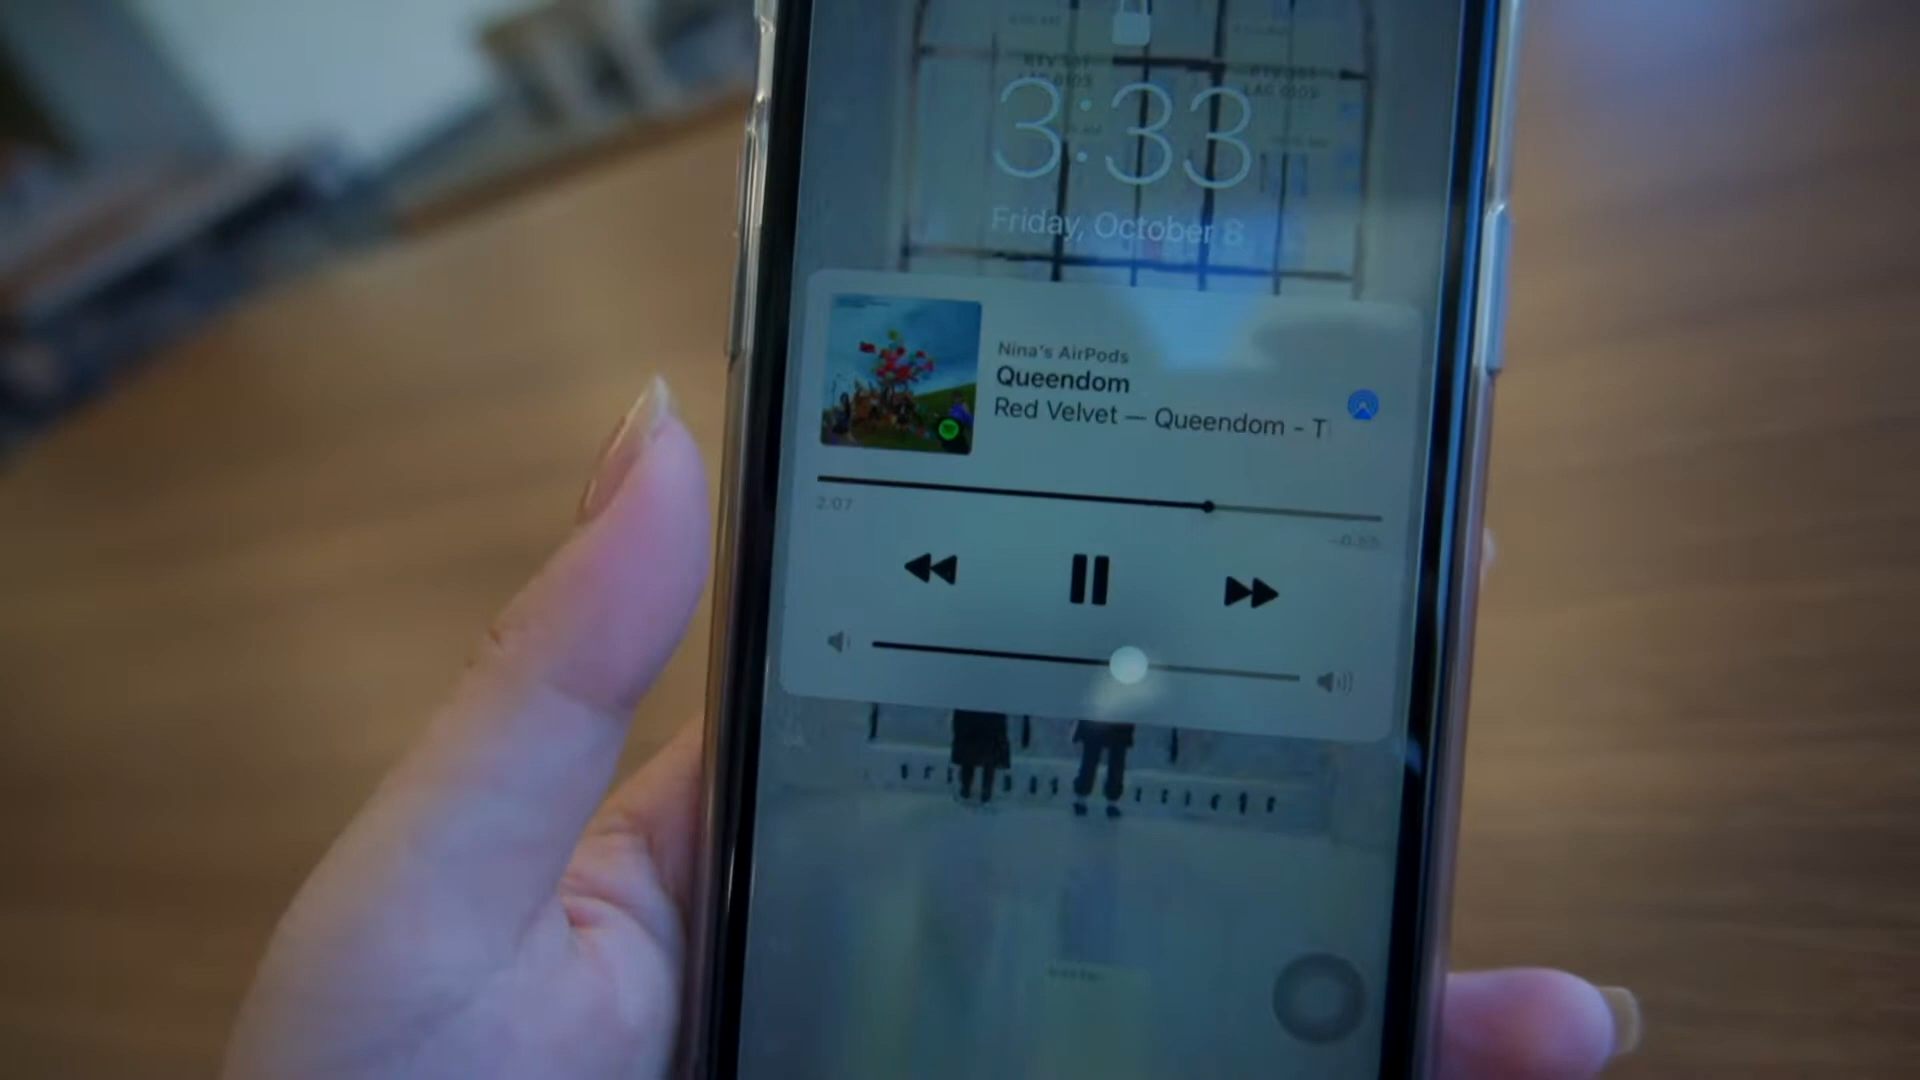 3:33
Friday, October 8
Nina's AirPods
Queendom
Red Velvet — Queendom - T
2:07